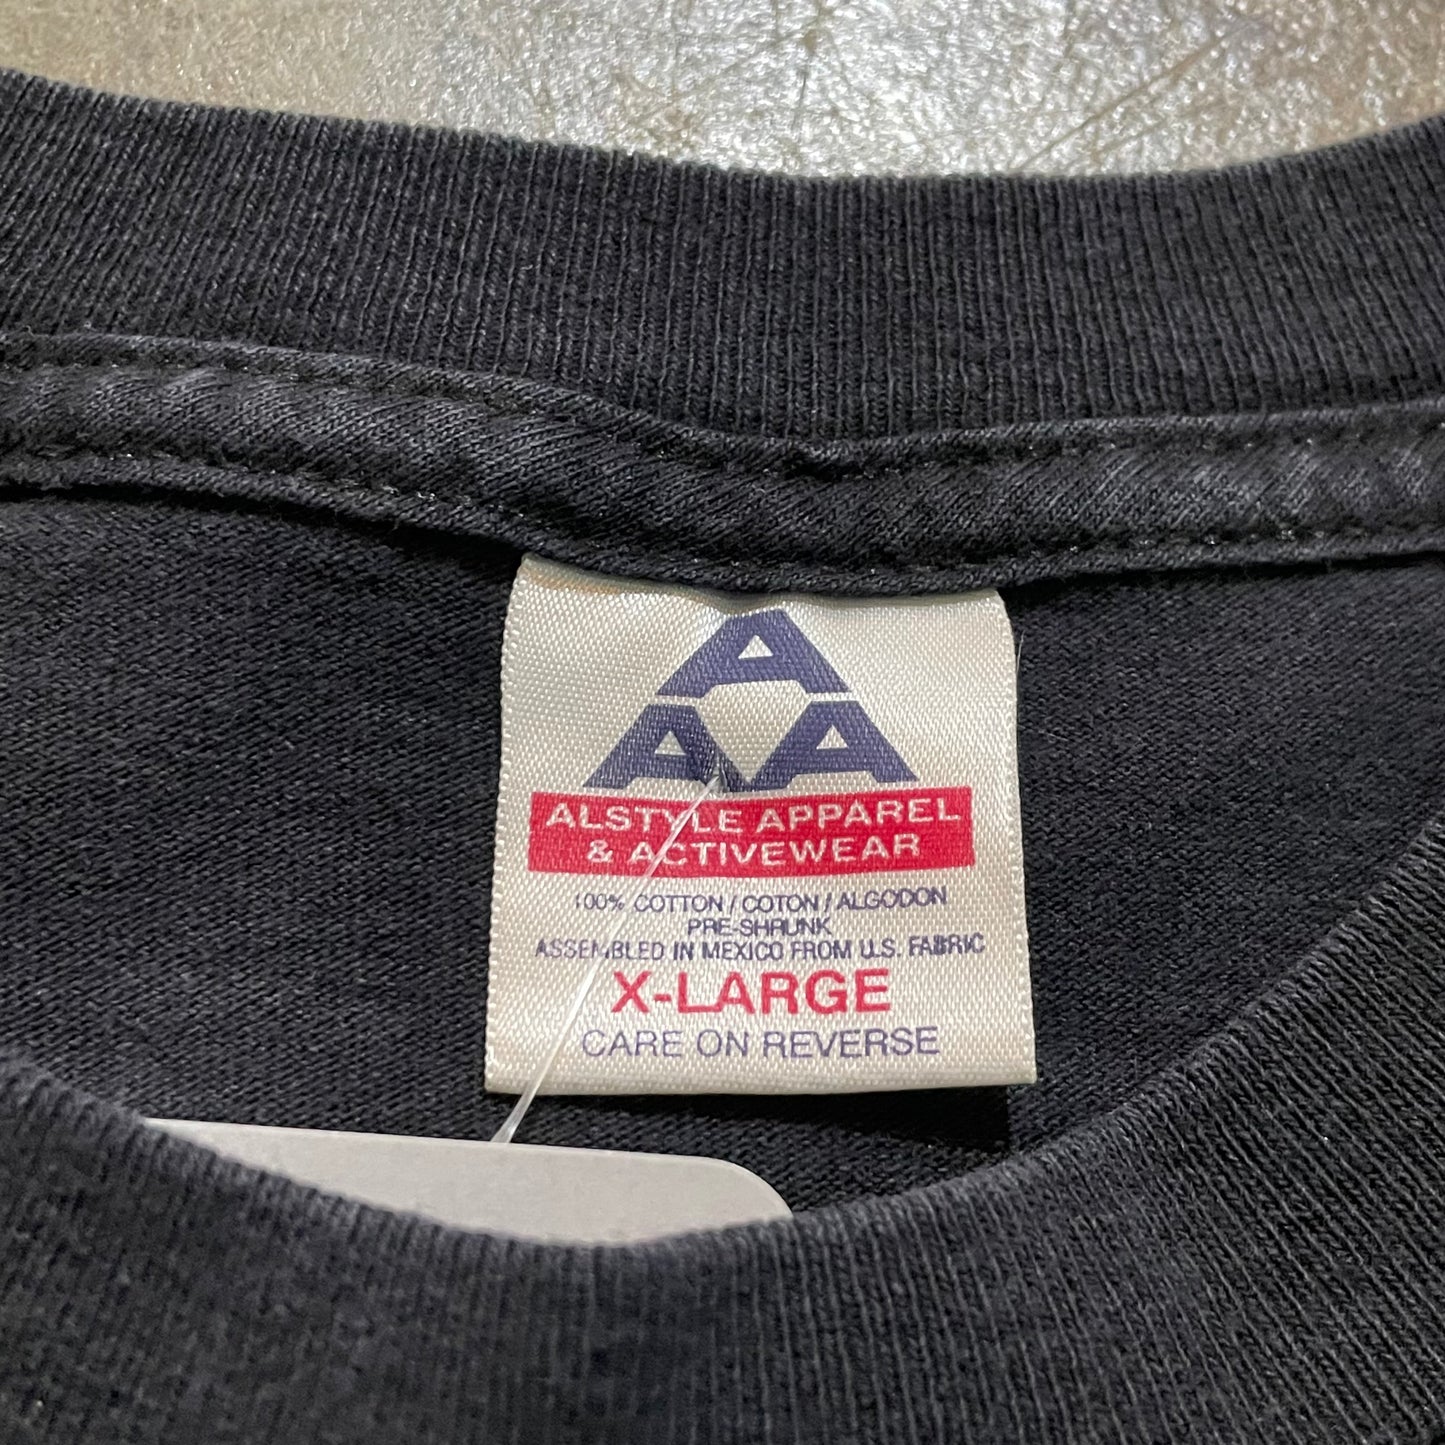 A
A A
ALSTYLE APPAREL
& ACTIVEWEAR
100% COTTON / COTON / ALGODON
PRE-SHRUNK
ASSEMBLED IN MEXICO FROM U.S. FABRIC
X-LARGE
CARE ON REVERSE